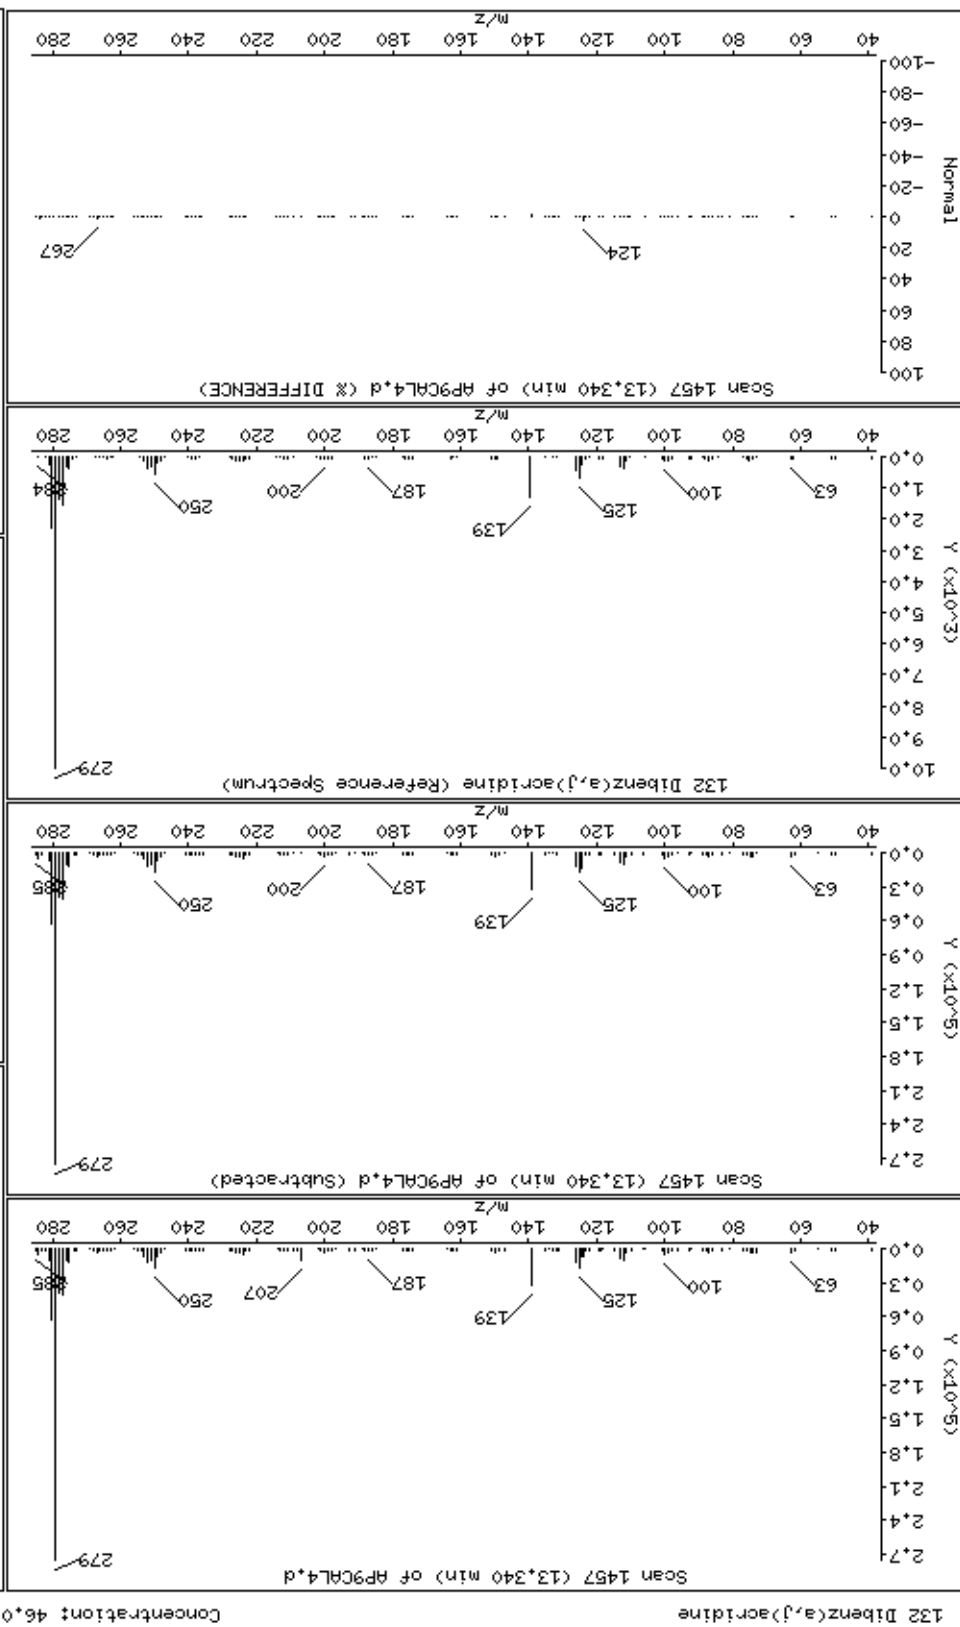 132 Dibenz(a,j)acridine Concentration: 46.0
Scan 1457 (13.340 min) of AP9CAL4.d
279
2.7
2.4
2.1
1.8
1.5
1.2
0.9
0.6
0.3
0.0
Y (x10^5)
63 100 125 139 187 207 250
40 60 80 100 120 140 160 180 200 220 240 260 280
m/z
Scan 1457 (13.340 min) of AP9CAL4.d (Subtracted)
279
2.7
2.4
2.1
1.8
1.5
1.2
0.9
0.6
0.3
0.0
Y (x10^5)
63 100 125 139 187 200 250
40 60 80 100 120 140 160 180 200 220 240 260 280
m/z
132 Dibenz(a,j)acridine (Reference Spectrum)
279
10.0
9.0
8.0
7.0
6.0
5.0
4.0
3.0
2.0
1.0
0.0
Y (x10^3)
63 100 125 139 187 200 250
40 60 80 100 120 140 160 180 200 220 240 260 280
m/z
Scan 1457 (13.340 min) of AP9CAL4.d (% DIFFERENCE)
100
80
60
40
20
0
-20
-40
-60
-80
-100
Normal
124 267
40 60 80 100 120 140 160 180 200 220 240 260 280
m/z